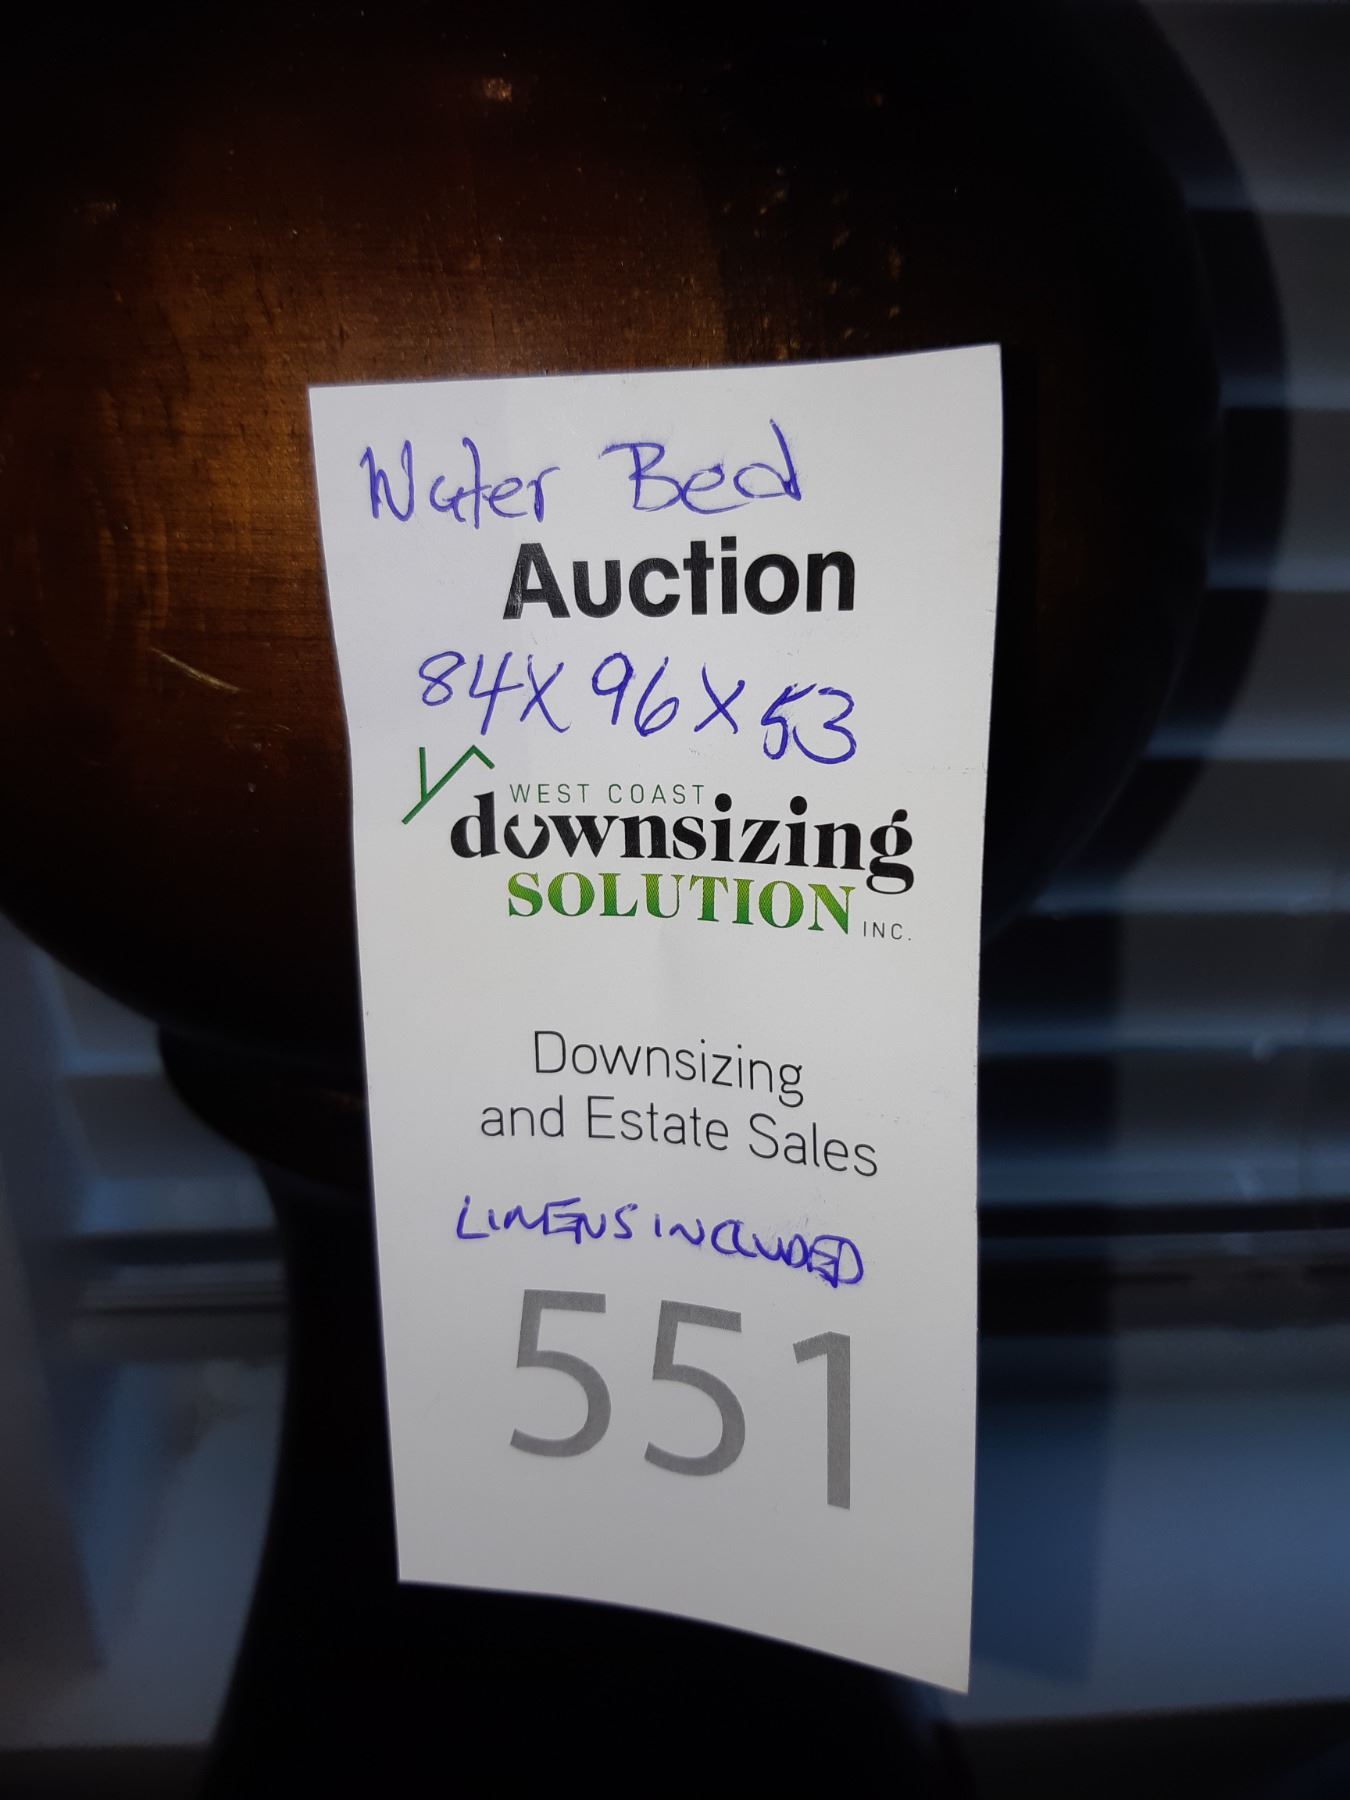 Water Bed
Auction
84X96X53
WEST COAST
downsizing
SOLUTION INC.
Downsizing
and Estate Sales
LINENS INCLUDED
551